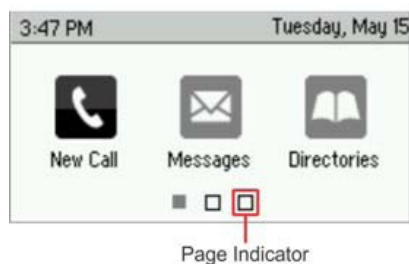 3:47 PM Tuesday, May 15
New Call Messages Directories
Page Indicator